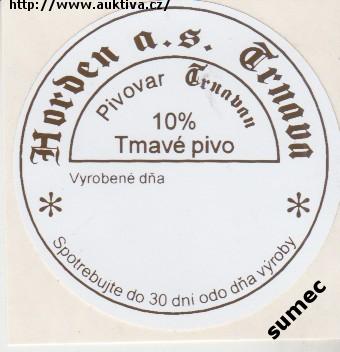 http://www.auktiva.cz/
Horden a.s. Trnava
Pivovar Trnavan
10%
Tmavé pivo
Vyrobené dňa
* *
Spotrebujte do 30 dní odo dňa výroby
sumec